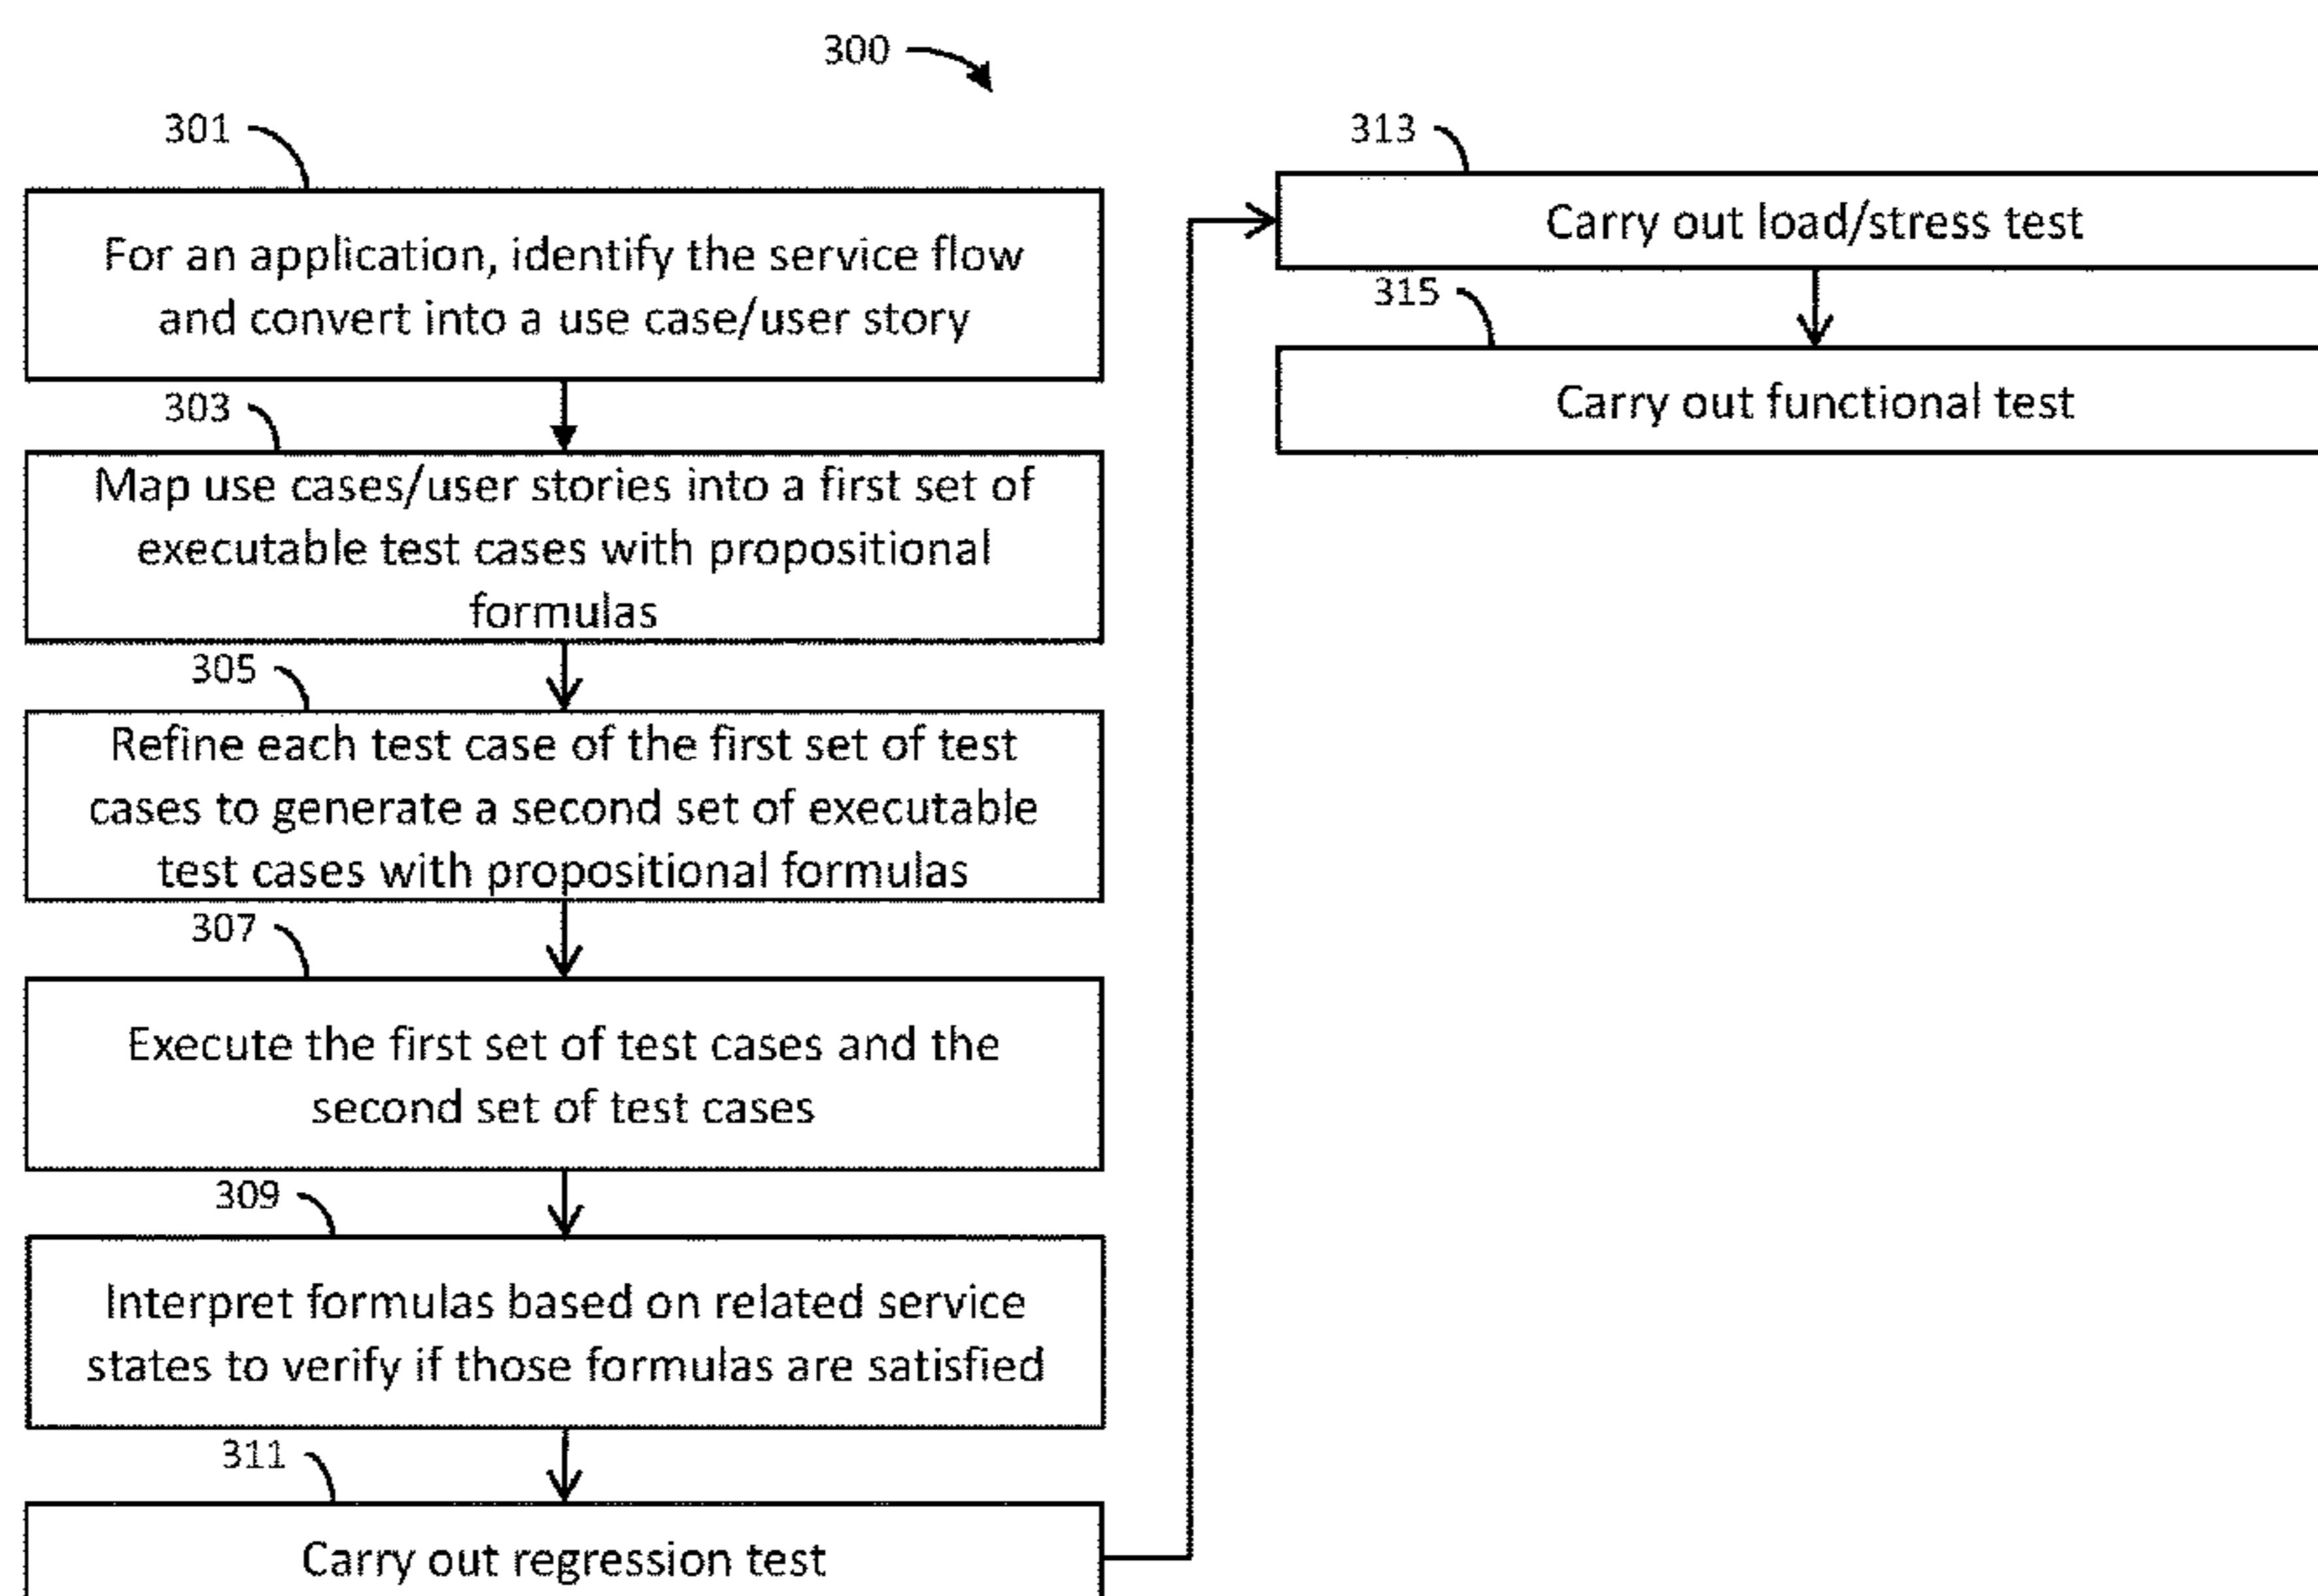 300
301
For an application, identify the service flow
and convert into a use case/user story
303
Map use cases/user stories into a first set of
executable test cases with propositional
formulas
305
Refine each test case of the first set of test
cases to generate a second set of executable
test cases with propositional formulas
307
Execute the first set of test cases and the
second set of test cases
309
Interpret formulas based on related service
states to verify if those formulas are satisfied
311
Carry out regression test
313
Carry out load/stress test
315
Carry out functional test